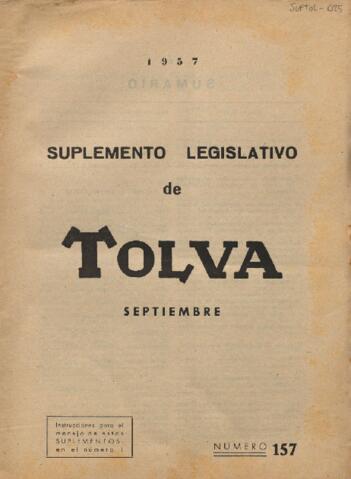 1957
SUPLEMENTO LEGISLATIVO
de
TOLVA
SEPTIEMBRE
Instrucciones para el
manejo de estos
SUPLEMENTOS
en el número 1
NÚMERO 157